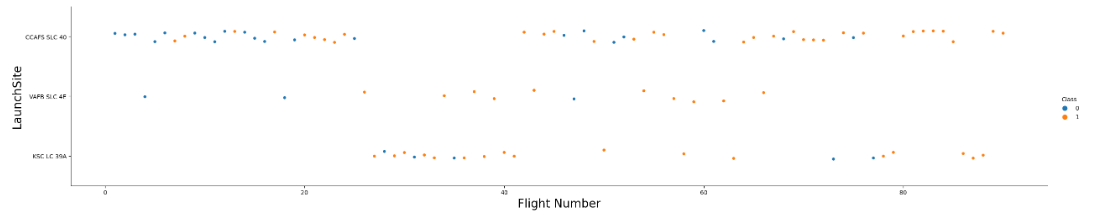 CCAFS SLC 40
VAFB SLC 4E
KSC LC 39A
LaunchSite
0
20
40
60
80
Flight Number
Class
0
1